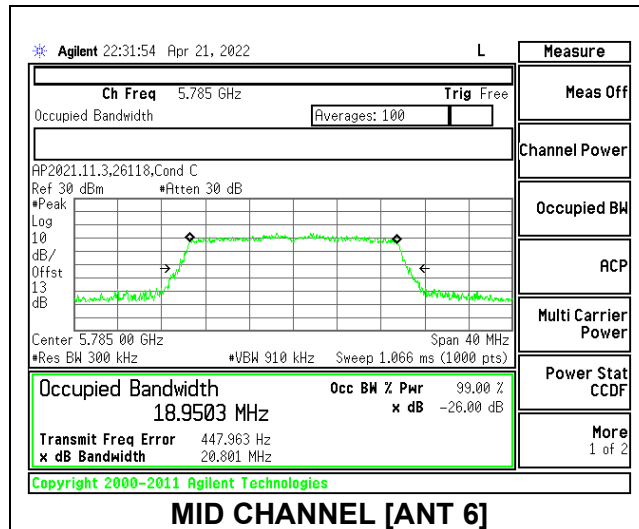 Agilent 22:31:54 Apr 21, 2022 L Measure
Ch Freq 5.785 GHz Trig Free
Meas Off
Occupied Bandwidth Averages: 100
Channel Power
AP2021.11.3,26118,Cond C
Ref 30 dBm #Atten 30 dB
#Peak
Log
10
dB/
Offst
13
dB
Occupied BW
ACP
Multi Carrier
Power
Center 5.785 00 GHz Span 40 MHz
#Res BW 300 kHz #VBW 910 kHz Sweep 1.066 ms (1000 pts)
Occupied Bandwidth Occ BW % Pwr 99.00 %
18.9503 MHz x dB -26.00 dB
Power Stat
CCDF
Transmit Freq Error 447.963 Hz
x dB Bandwidth 20.801 MHz
More
1 of 2
Copyright 2000-2011 Agilent Technologies
MID CHANNEL [ANT 6]